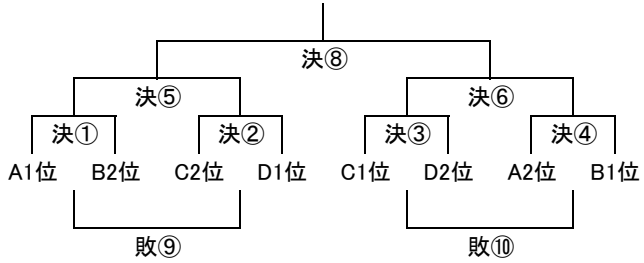 決⑧
決⑤ 決⑥
決① 決② 決③ 決④
A1位 B2位 C2位 D1位 C1位 D2位 A2位 B1位
敗⑨ 敗⑩